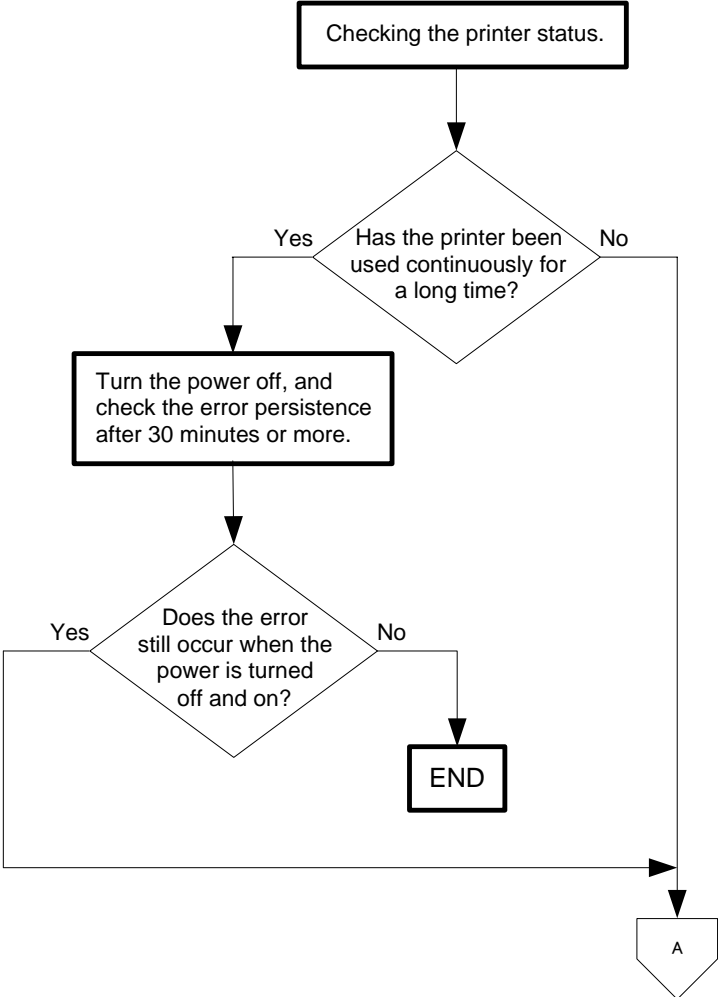 Checking the printer status.
Yes
Has the printer been
used continuously for
a long time?
No
Turn the power off, and
check the error persistence
after 30 minutes or more.
Yes
Does the error
still occur when the
power is turned
off and on?
No
END
A